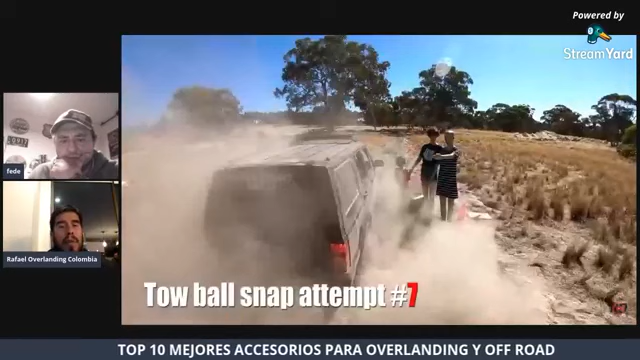 Powered by
StreamYard
fede
Rafael Overlanding Colombia
Tow ball snap attempt #7
TOP 10 MEJORES ACCESORIOS PARA OVERLANDING Y OFF ROAD